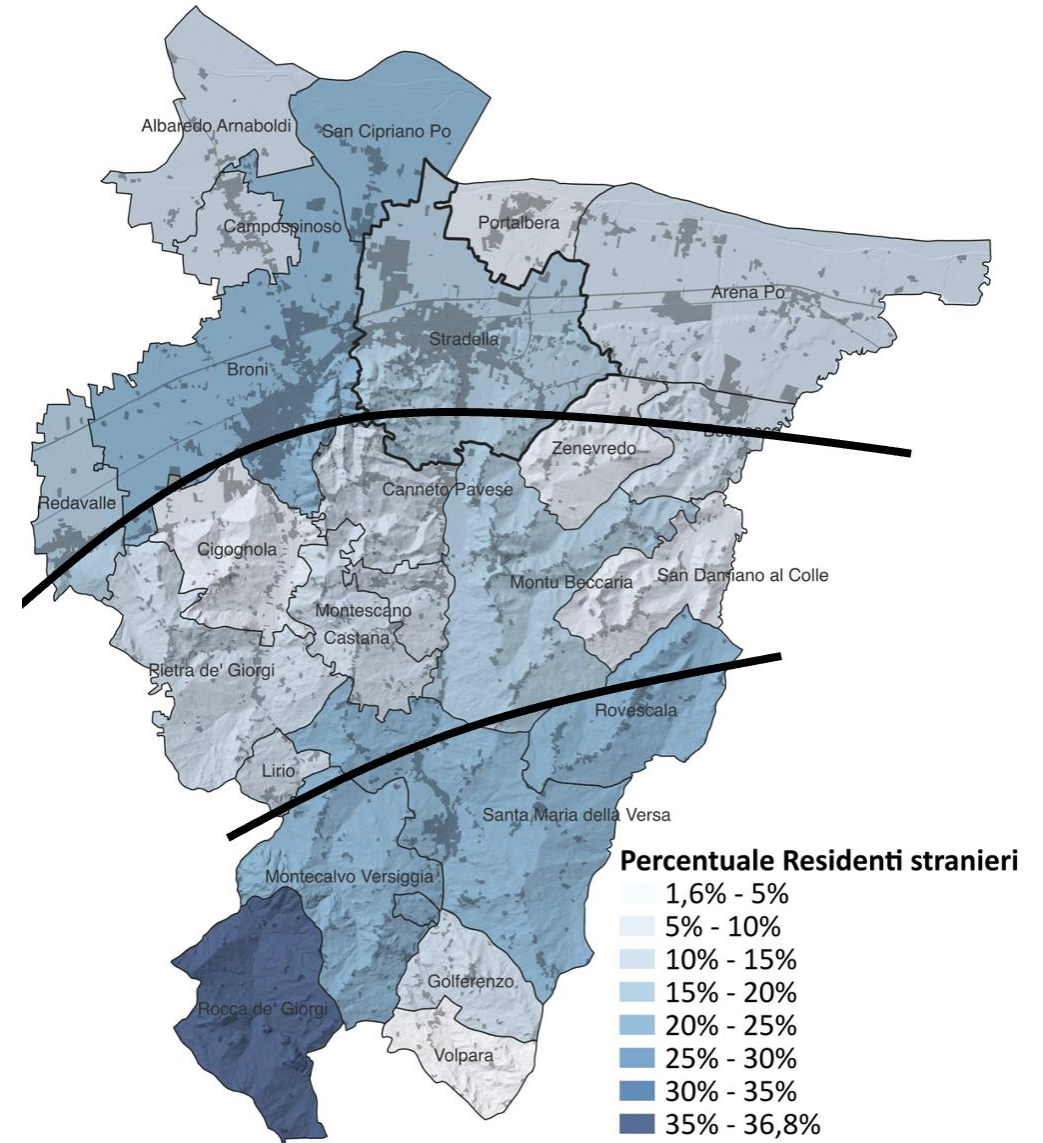 Albaredo Arnaboldi
San Cipriano Po
Campospinoso
Portalbera
Arena Po
Stradella
Broni
Zenevredo
Canneto Pavese
Redavalle
Cigognola
Montu Beccaria
San Damiano al Colle
Montescano
Castana
Pietra de' Giorgi
Rovescala
Lirio
Santa Maria della Versa
Montecalvo Versiggia
Golferenzo
Rocca de' Giorgi
Volpara
Percentuale Residenti stranieri
1,6% - 5%
5% - 10%
10% - 15%
15% - 20%
20% - 25%
25% - 30%
30% - 35%
35% - 36,8%